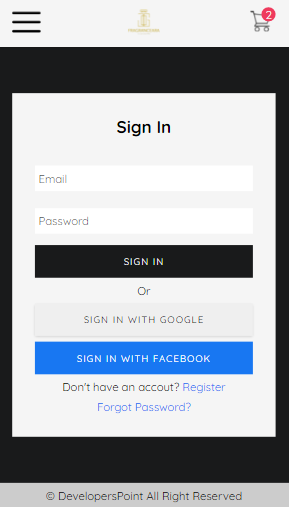 2
Sign In
Email
Password
SIGN IN
Or
SIGN IN WITH GOOGLE
SIGN IN WITH FACEBOOK
Don't have an accout? Register
Forgot Password?
© DevelopersPoint All Right Reserved